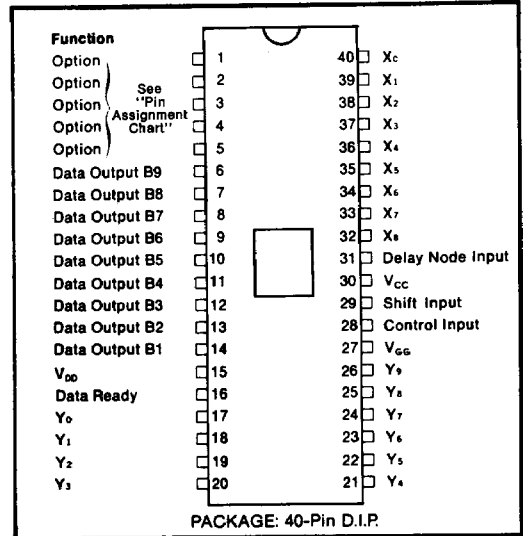 Function
Option
Option
Option
Option
Option
See
"Pin
Assignment
Chart"
Data Output B9
Data Output B8
Data Output B7
Data Output B6
Data Output B5
Data Output B4
Data Output B3
Data Output B2
Data Output B1
VDD
Data Ready
Y0
Y1
Y2
Y3
1
2
3
4
5
6
7
8
9
10
11
12
13
14
15
16
17
18
19
20
40 Xc
39 X1
38 X2
37 X3
36 X4
35 X5
34 X6
33 X7
32 X8
31 Delay Node Input
30 VCC
29 Shift Input
28 Control Input
27 VGG
26 Y9
25 Y8
24 Y7
23 Y6
22 Y5
21 Y4
PACKAGE: 40-Pin D.I.P.